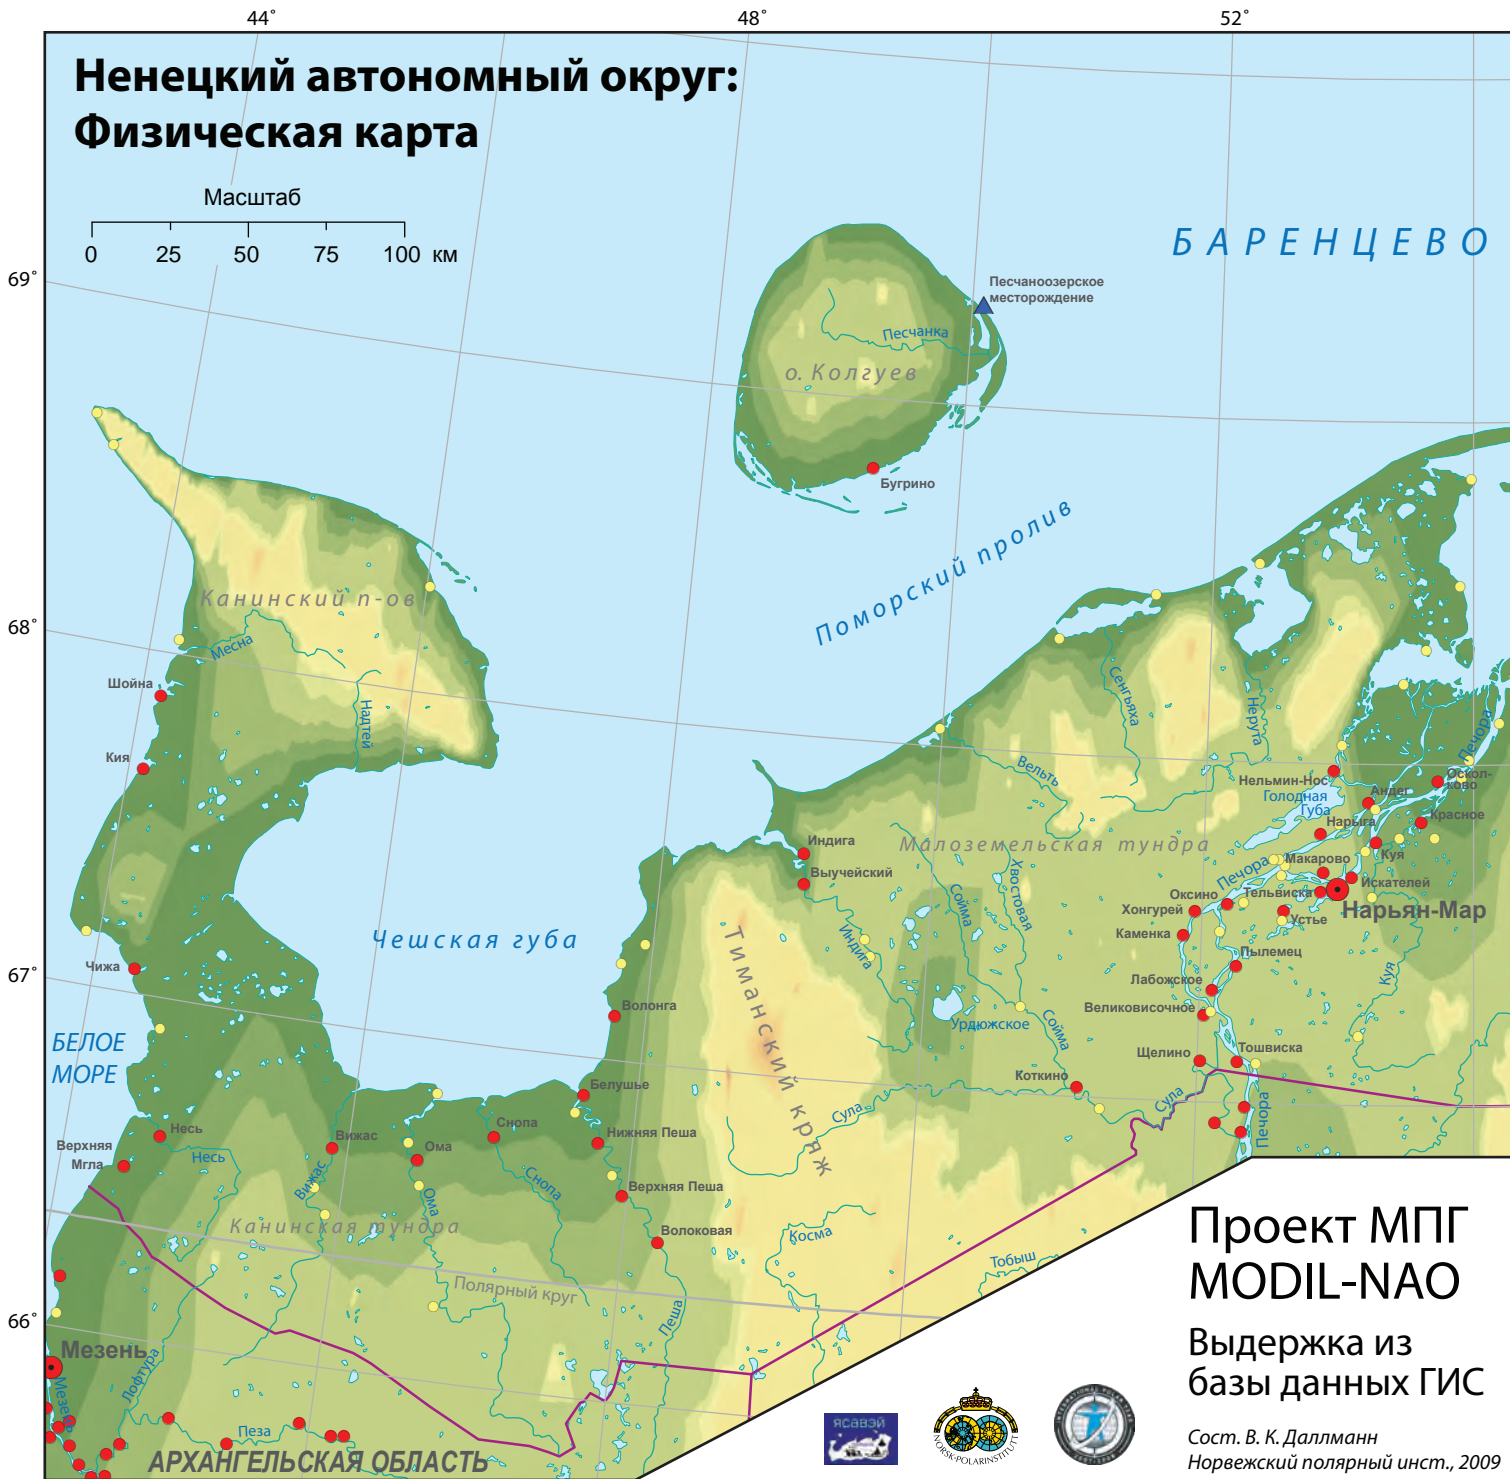 44˚
48˚
52˚
Ненецкий автономный округ:
Физическая карта
Масштаб
0 25 50 75 100 км
69˚
68˚
67˚
66˚
БАРЕНЦЕВО
Песчаноозерское
месторождение
Песчанка
о. Колгуев
Бугрино
Поморский пролив
Канинский п-ов
Месна
Шойна
Надтей
Кия
Сенгъяха
Нерута
Печора
Вельть
Нельмин-Нос
Голодная
Губа
Андег
Оскол-
ково
Нарыга
Красное
Индига
Малоземельская тундра
Куя
Выучейский
Хвостовая
Сойма
Печора
Макарово
Искателей
Оксино
Тельвиска
Хонгурей
Нарьян-Мар
Устье
Каменка
Чешская губа
Индига
Тиманский кряж
Чижа
Пылемец
Куя
Лабожское
Волонга
Великовисочное
Урдюжское
Сойма
БЕЛОЕ
МОРЕ
Щелино
Тошвиска
Коткино
Белушье
Сула
Сула
Печора
Несь
Вижас
Снопа
Нижняя Пеша
Верхняя
Мгла
Несь
Ома
Вижас
Ома
Снопа
Верхняя Пеша
Канинская тундра
Волоковая
Косма
Тобыш
Полярный круг
Пеша
Мезень
Мезень
Лофтура
Пеза
АРХАНГЕЛЬСКАЯ ОБЛАСТЬ
Проект МПГ
MODIL-NAO
Выдержка из
базы данных ГИС
Сост. В. К. Даллманн
Норвежский полярный инст., 2009
ЯСАВЭЙ
NORSK-POLARINSTITUTT